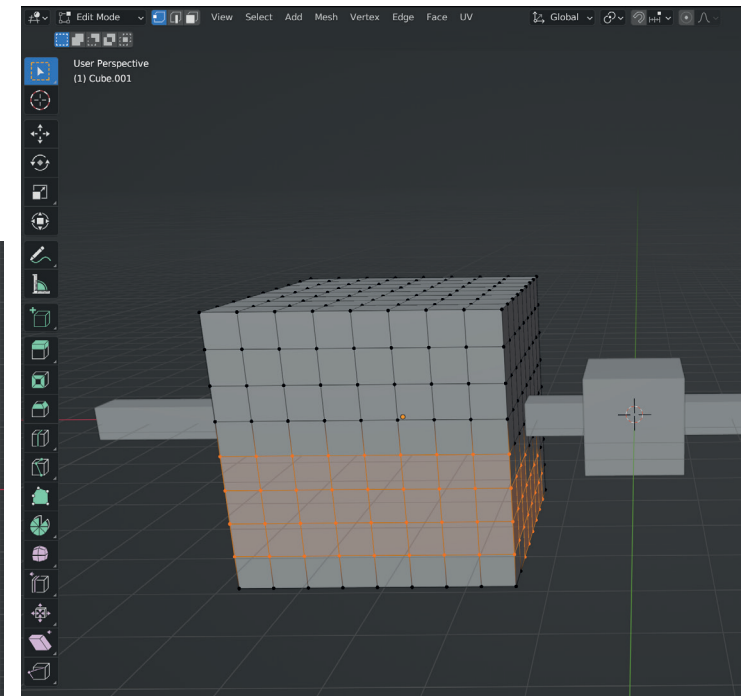 Edit Mode View Select Add Mesh Vertex Edge Face UV Global
User Perspective
(1) Cube.001